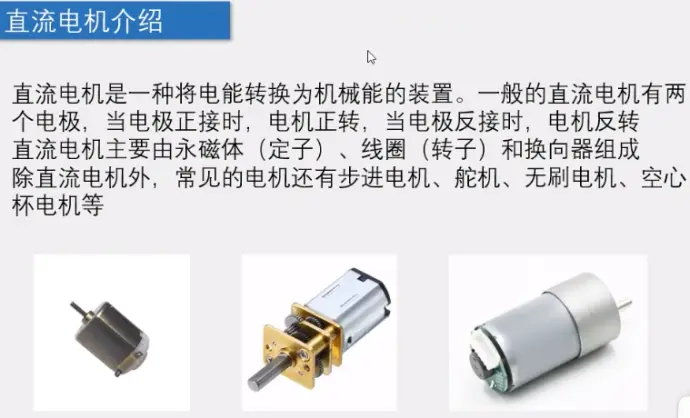 直流电机介绍
直流电机是一种将电能转换为机械能的装置。一般的直流电机有两
个电极，当电极正接时，电机正转，当电极反接时，电机反转
直流电机主要由永磁体（定子）、线圈（转子）和换向器组成
除直流电机外，常见的电机还有步进电机、舵机、无刷电机、空心
杯电机等